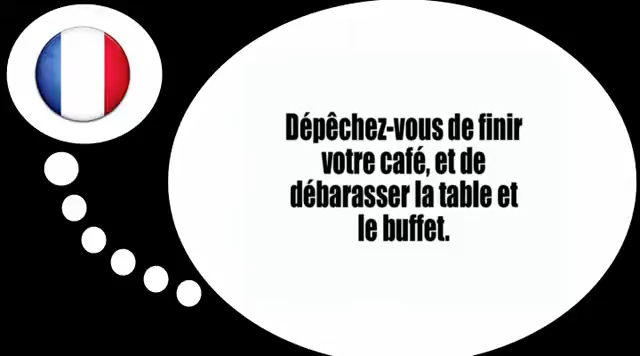 Dépêchez-vous de finir
votre café, et de
débarasser la table et
le buffet.